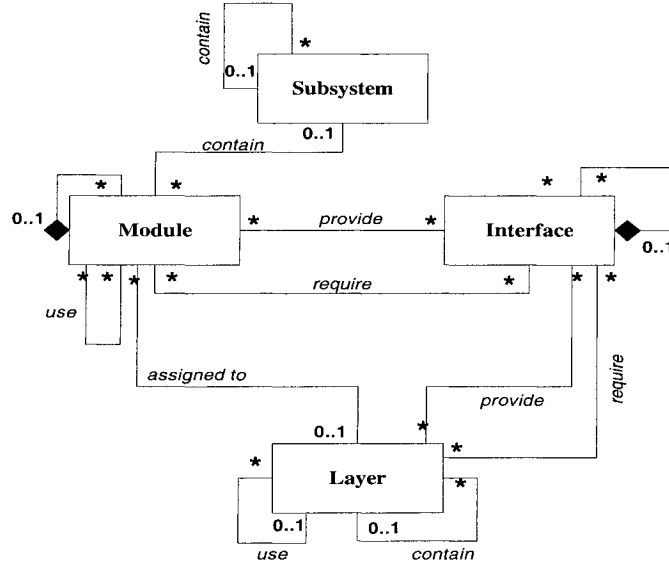 contain
*
0..1
Subsystem
0..1
contain
*
*
*
*
0..1
Module
*
provide
*
Interface
0..1
*
*
*
*
require
*
*
*
use
assigned to
provide
require
0..1
*
*
*
Layer
*
0..1
0..1
use
contain